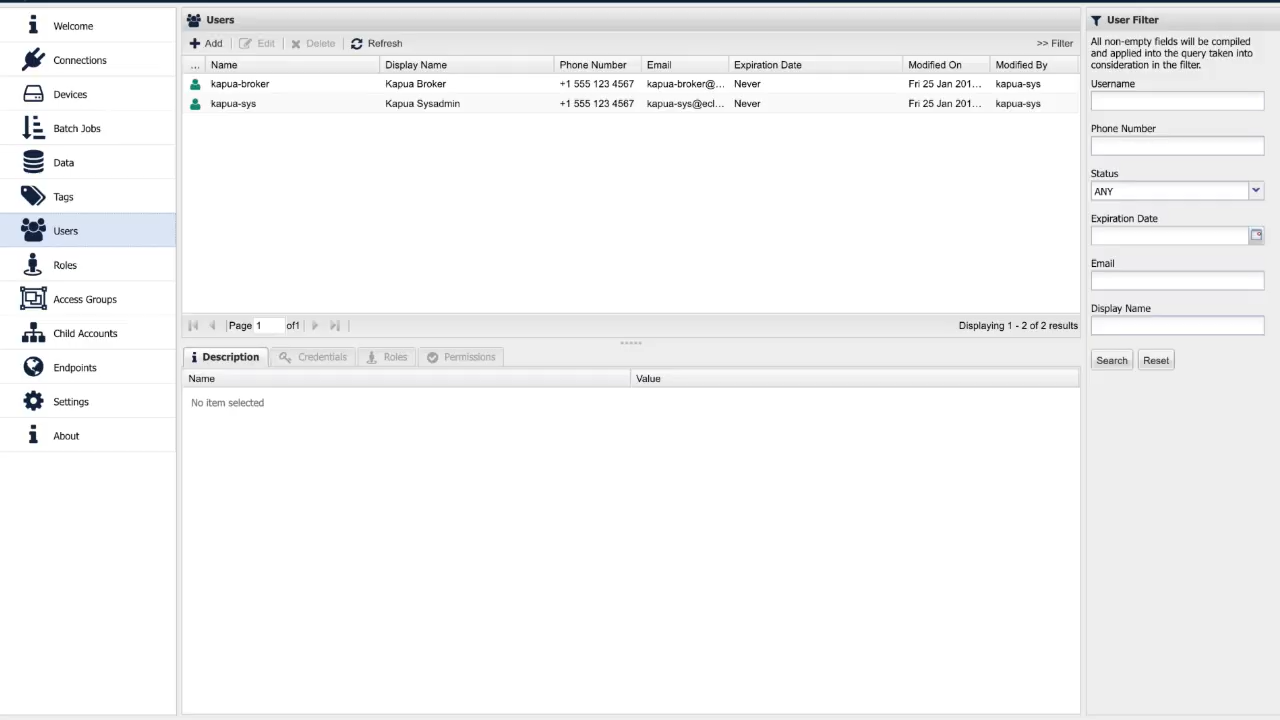 Welcome
Connections
Devices
Batch Jobs
Data
Tags
Users
Roles
Access Groups
Child Accounts
Endpoints
Settings
About
Users
Add Edit Delete Refresh >> Filter
... Name Display Name Phone Number Email Expiration Date Modified On Modified By
kapua-broker Kapua Broker +1 555 123 4567 kapua-broker@... Never Fri 25 Jan 201... kapua-sys
kapua-sys Kapua Sysadmin +1 555 123 4567 kapua-sys@ecl... Never Fri 25 Jan 201... kapua-sys
Page 1 of1 Displaying 1 - 2 of 2 results
Description Credentials Roles Permissions
Name Value
No item selected
User Filter
All non-empty fields will be compiled
and applied into the query taken into
consideration in the filter.
Username
Phone Number
Status
ANY
Expiration Date
Email
Display Name
Search Reset